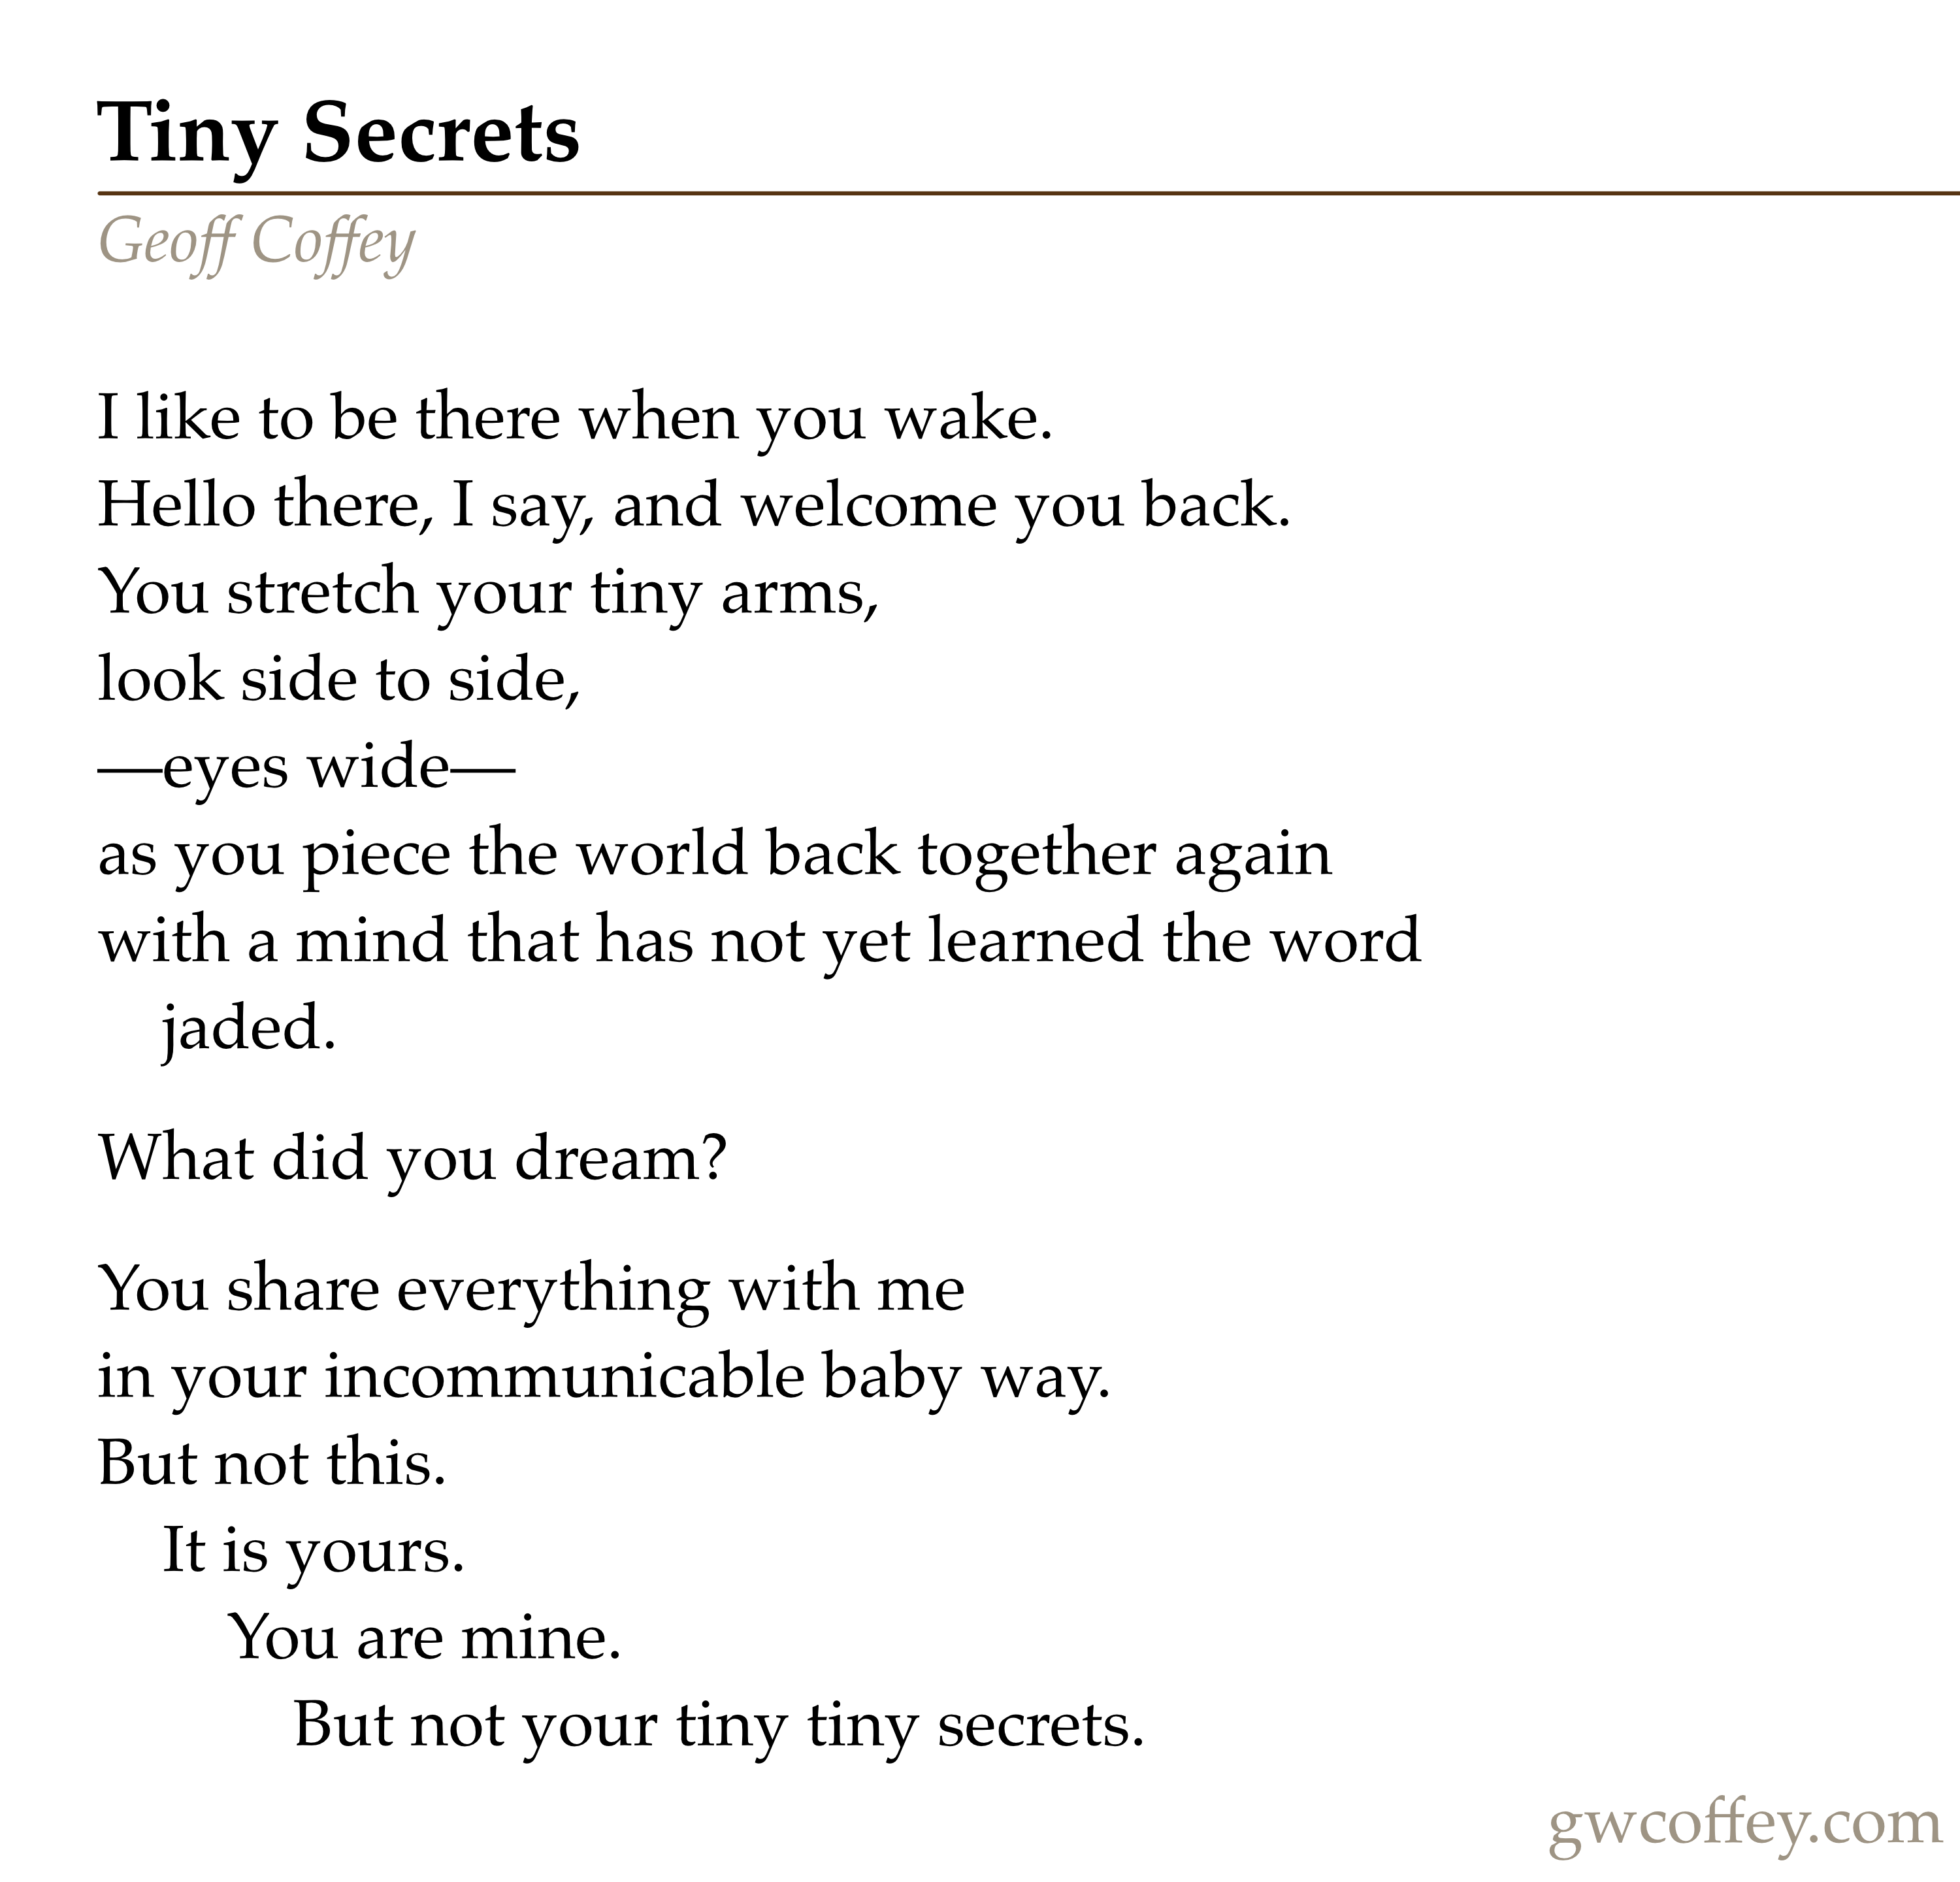 Tiny Secrets
Geoff Coffey
I like to be there when you wake.
Hello there, I say, and welcome you back.
You stretch your tiny arms,
look side to side,
—eyes wide—
as you piece the world back together again
with a mind that has not yet learned the word
jaded.
What did you dream?
You share everything with me
in your incommunicable baby way.
But not this.
It is yours.
You are mine.
But not your tiny tiny secrets.
gwcoffey.com